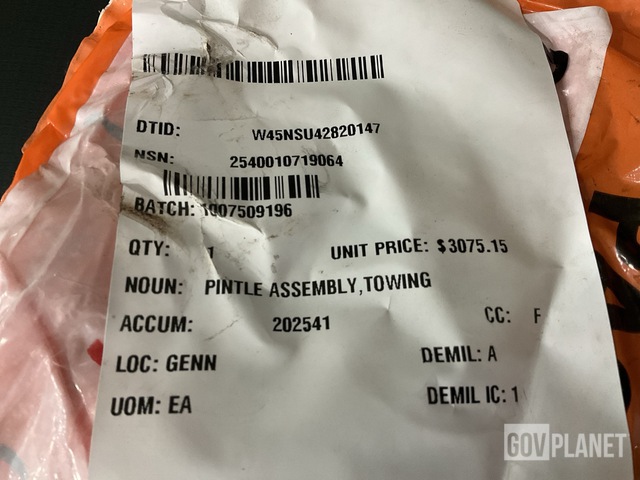 DTID: W45NSU42820147
NSN: 2540010719064
BATCH: 1007509196
QTY: 1 UNIT PRICE: $3075.15
NOUN: PINTLE ASSEMBLY,TOWING
ACCUM: 202541 CC: F
LOC: GENN DEMIL: A
UOM: EA DEMIL IC: 1
GOVPLANET